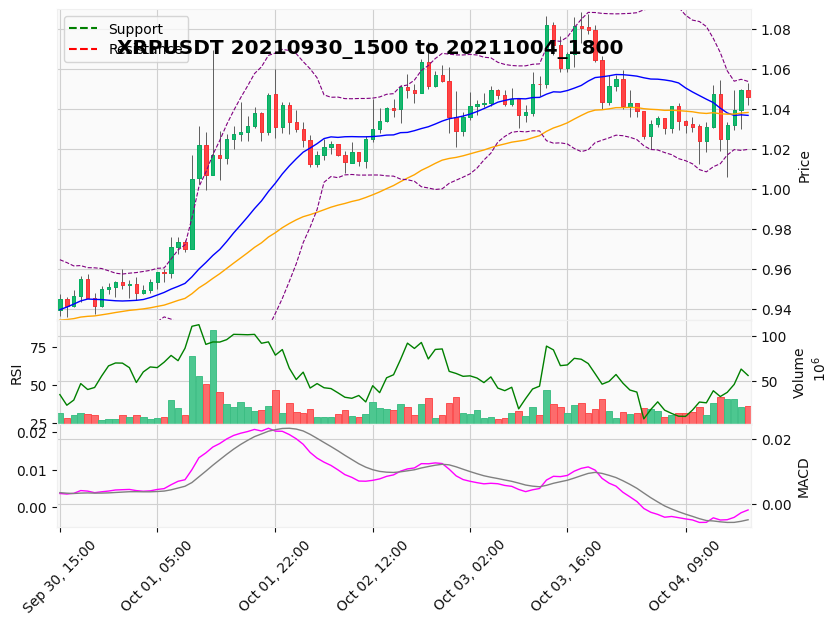 XRPUSDT 20210930_1500 to 20211004_1800
Support
Resistance
1.08
1.06
1.04
1.02
1.00
0.98
0.96
0.94
Price
75
50
25
RSI
100
50
Volume
10^6
0.02
0.01
0.00
0.02
0.00
MACD
Sep 30, 15:00
Oct 01, 05:00
Oct 01, 22:00
Oct 02, 12:00
Oct 03, 02:00
Oct 03, 16:00
Oct 04, 09:00